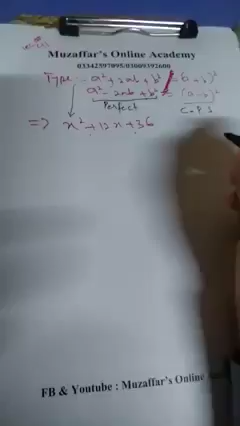 Muzaffar's Online Academy
03342597095/03009392600
Type:- a²+2ab+b²
a²-2ab+b² = (a-b)²
Perfect C.P.S
=> x²+12x+36
FB & Youtube : Muzaffar's Online